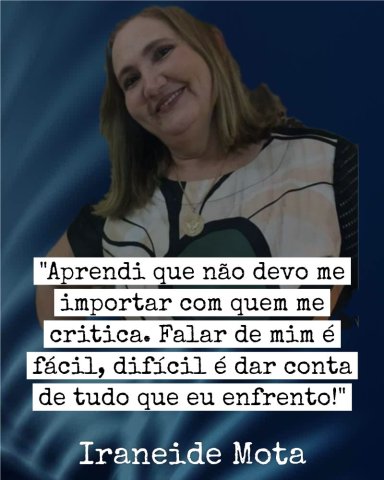 "Aprendi que não devo me
importar com quem me
critica. Falar de mim é
fácil, difícil é dar conta
de tudo que eu enfrento!"
Iraneide Mota